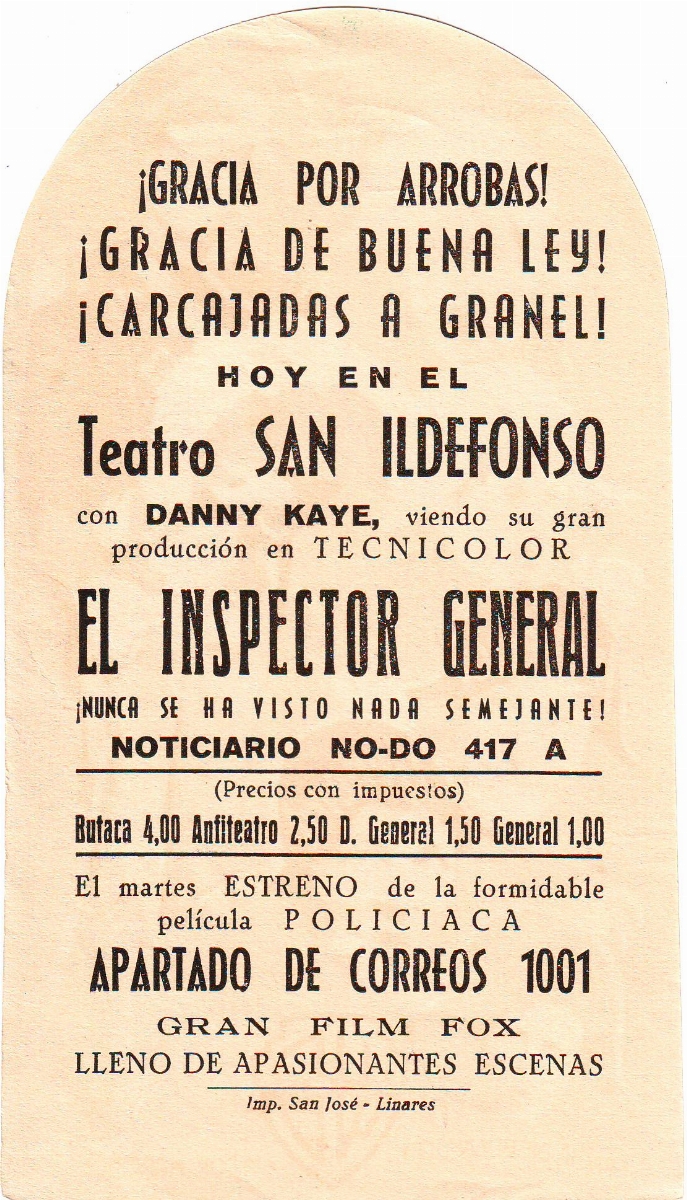 ¡GRACIA POR ARROBAS!
¡GRACIA DE BUENA LEY!
¡CARCAJADAS A GRANEL!
HOY EN EL
Teatro SAN ILDEFONSO
con DANNY KAYE, viendo su gran
producción en TECNICOLOR
EL INSPECTOR GENERAL
¡NUNCA SE HA VISTO NADA SEMEJANTE!
NOTICIARIO NO-DO 417 A
(Precios con impuestos)
Butaca 4,00 Anfiteatro 2,50 D. General 1,50 General 1,00
El martes ESTRENO de la formidable
película POLICIACA
APARTADO DE CORREOS 1001
GRAN FILM FOX
LLENO DE APASIONANTES ESCENAS
Imp. San José - Linares